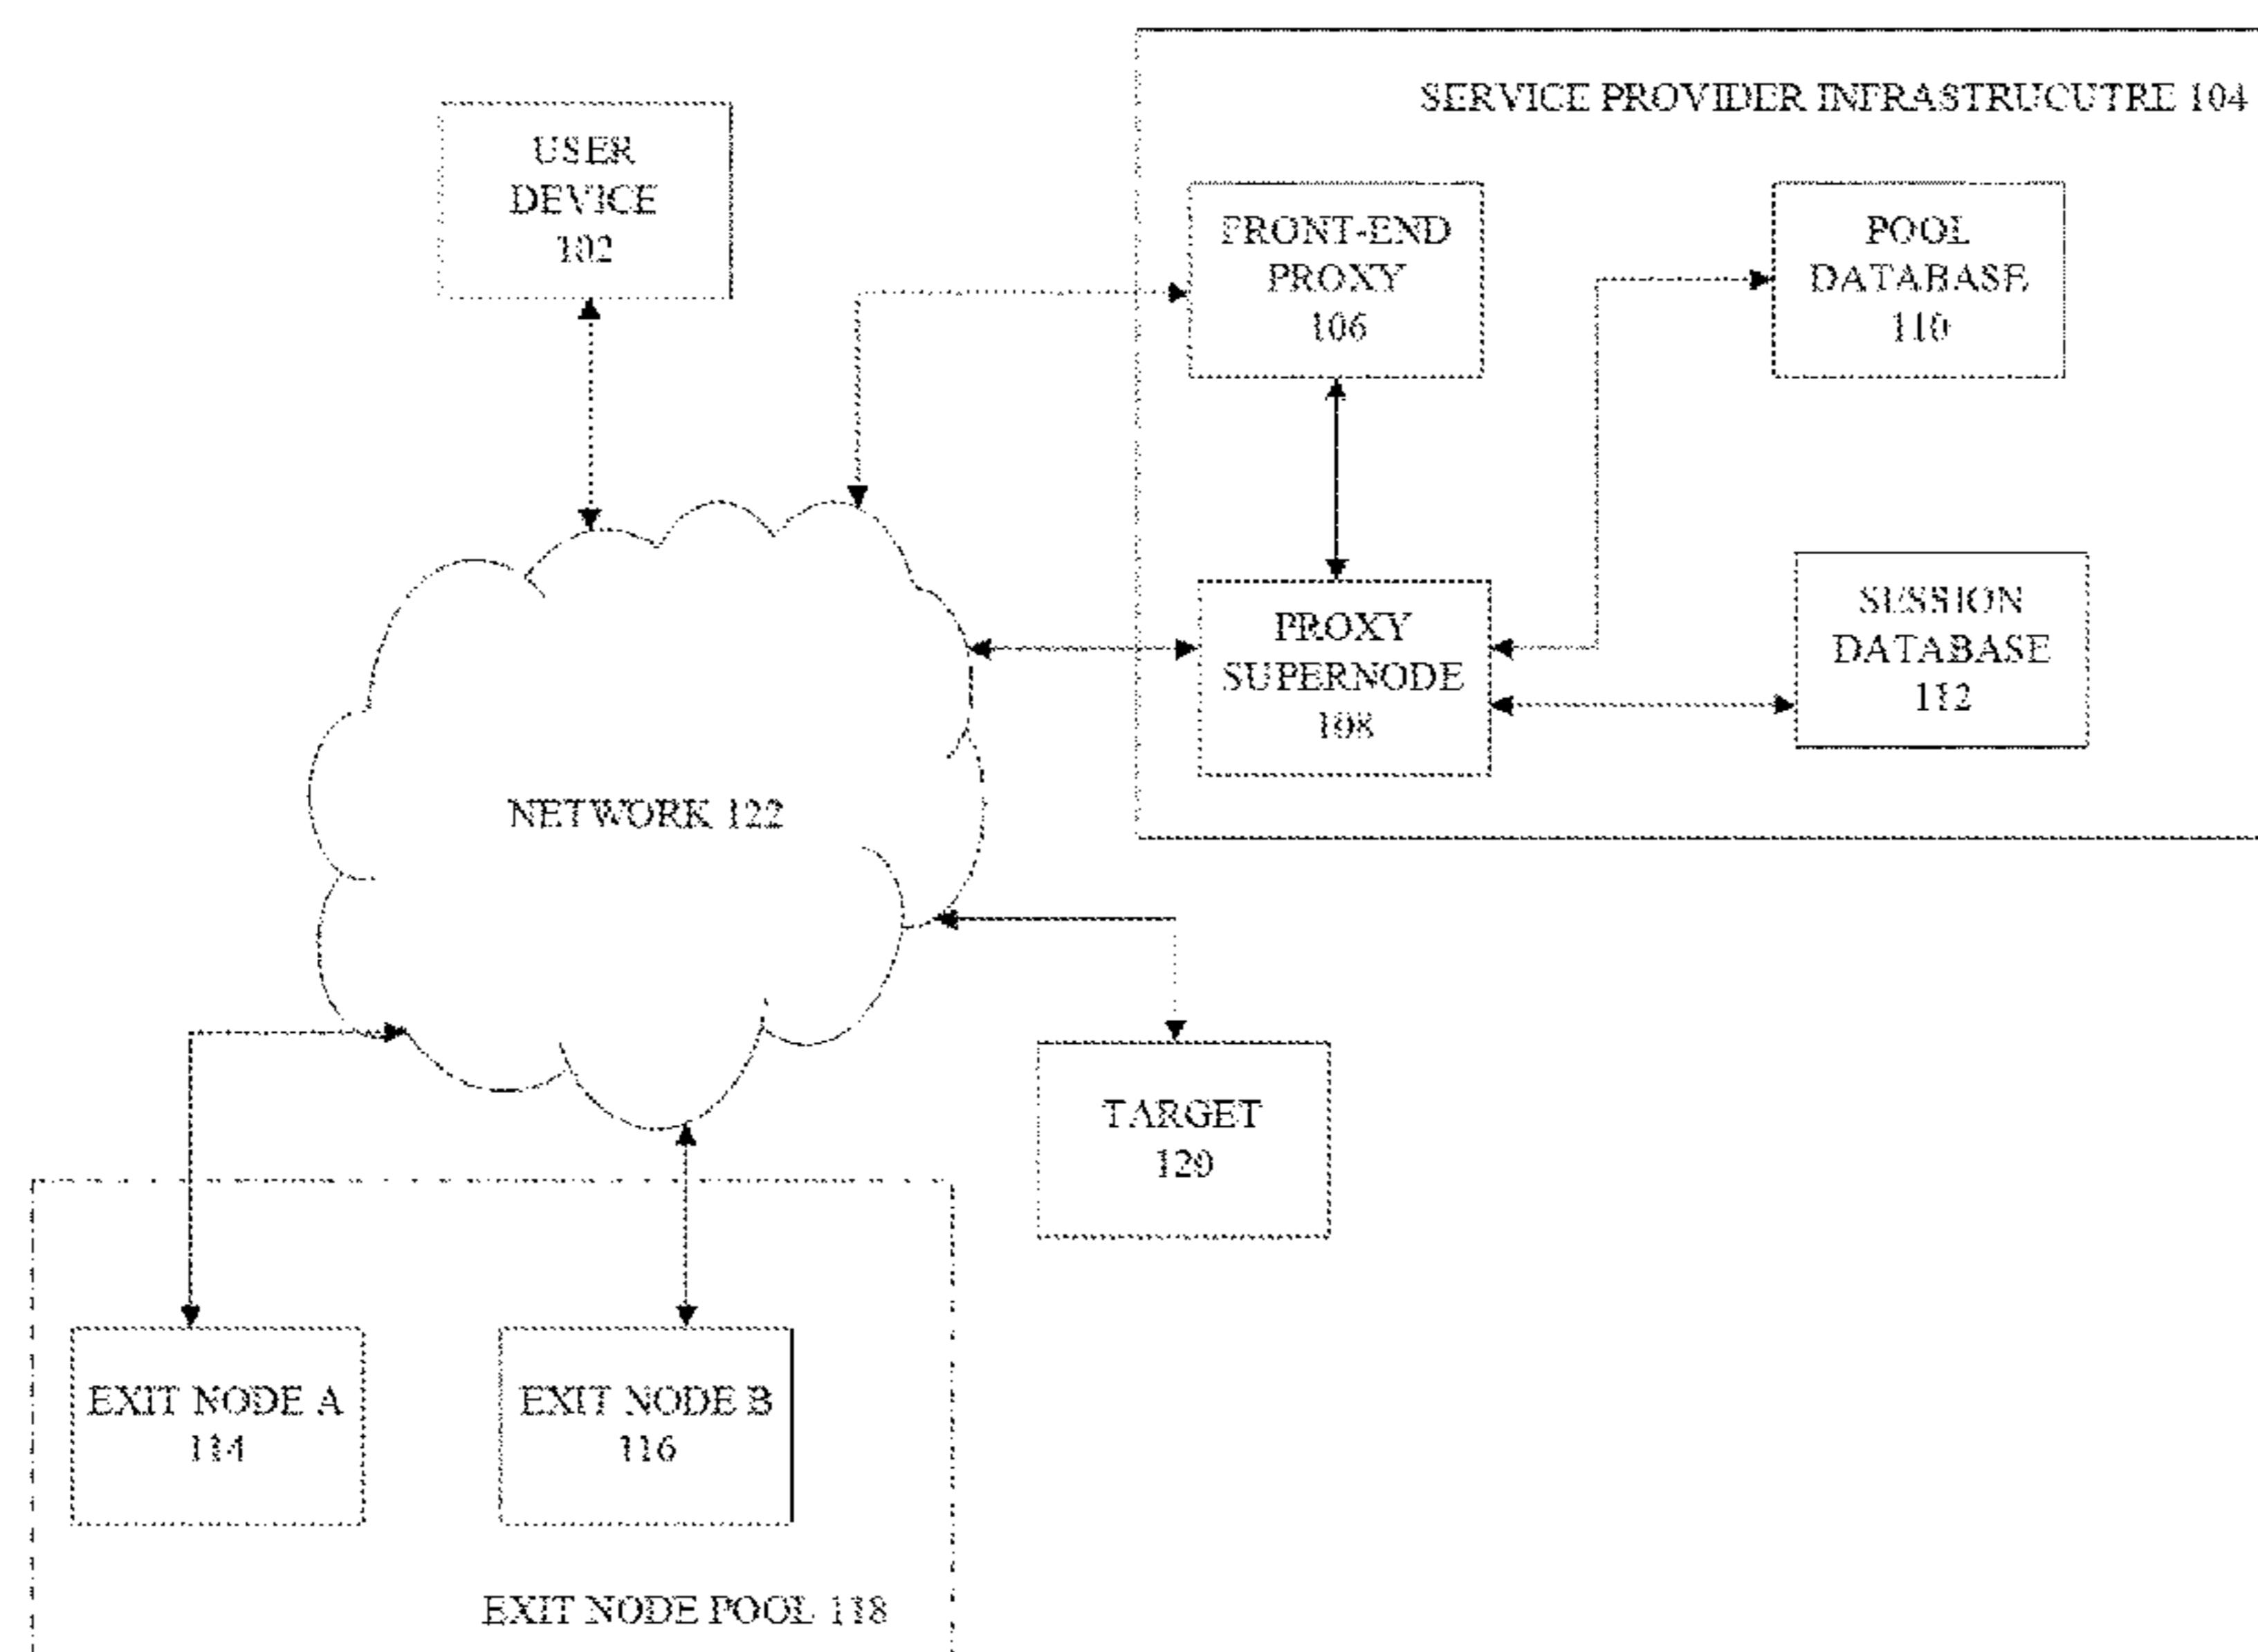 SERVICE PROVIDER INFRASTRUCUTRE 104
USER
DEVICE
102
FRONT-END
PROXY
106
POOL
DATABASE
110
PROXY
SUPERNODE
108
SESSION
DATABASE
112
NETWORK 122
TARGET
120
EXIT NODE A
114
EXIT NODE B
116
EXIT NODE POOL 118